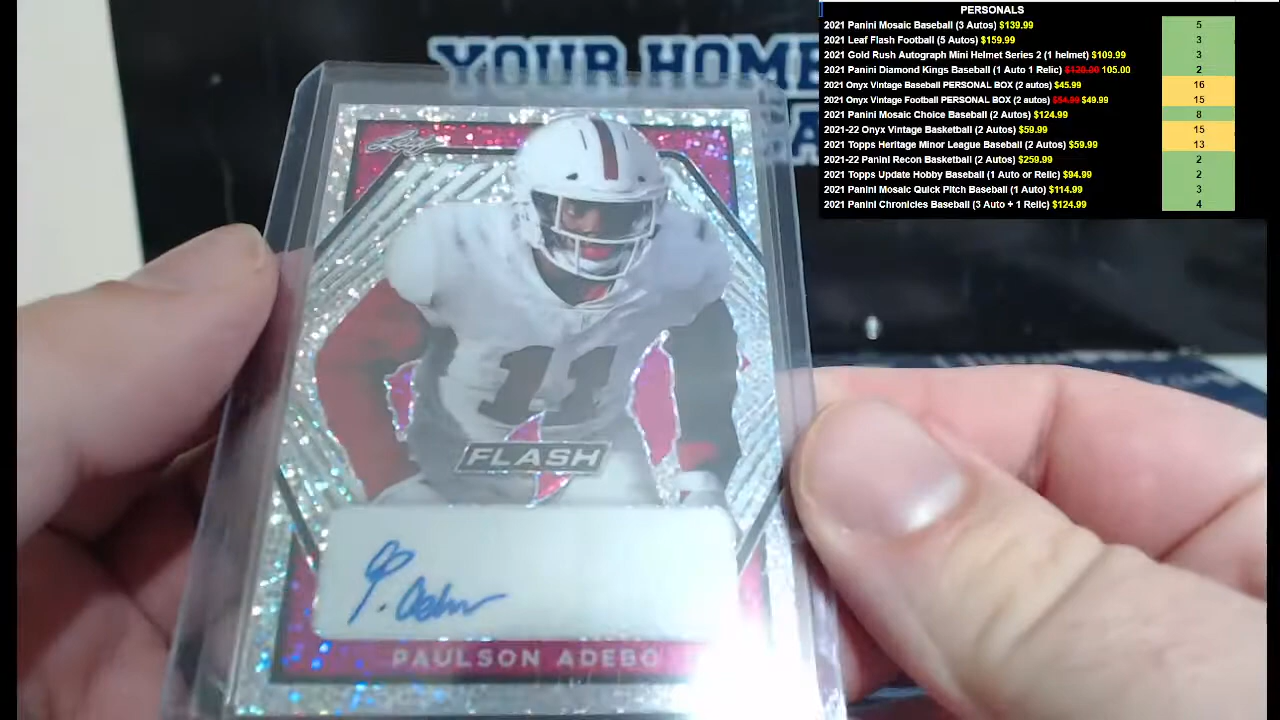 YOUR HOME
PERSONALS
2021 Panini Mosaic Baseball (3 Autos) $139.99 5
2021 Leaf Flash Football (5 Autos) $159.99 3
2021 Gold Rush Autograph Mini Helmet Series 2 (1 helmet) $109.99 3
2021 Panini Diamond Kings Baseball (1 Auto 1 Relic) $128.00 105.00 2
2021 Onyx Vintage Baseball PERSONAL BOX (2 autos) $45.99 16
2021 Onyx Vintage Football PERSONAL BOX (2 autos) $54.99 $49.99 15
2021 Panini Mosaic Choice Baseball (2 Autos) $124.99 8
2021-22 Onyx Vintage Basketball (2 Autos) $59.99 15
2021 Topps Heritage Minor League Baseball (2 Autos) $59.99 13
2021-22 Panini Recon Basketball (2 Autos) $259.99 2
2021 Topps Update Hobby Baseball (1 Auto or Relic) $94.99 2
2021 Panini Mosaic Quick Pitch Baseball (1 Auto) $114.99 3
2021 Panini Chronicles Baseball (3 Auto + 1 Relic) $124.99 4
Leaf
11
FLASH
P. Adebo
PAULSON ADEBO